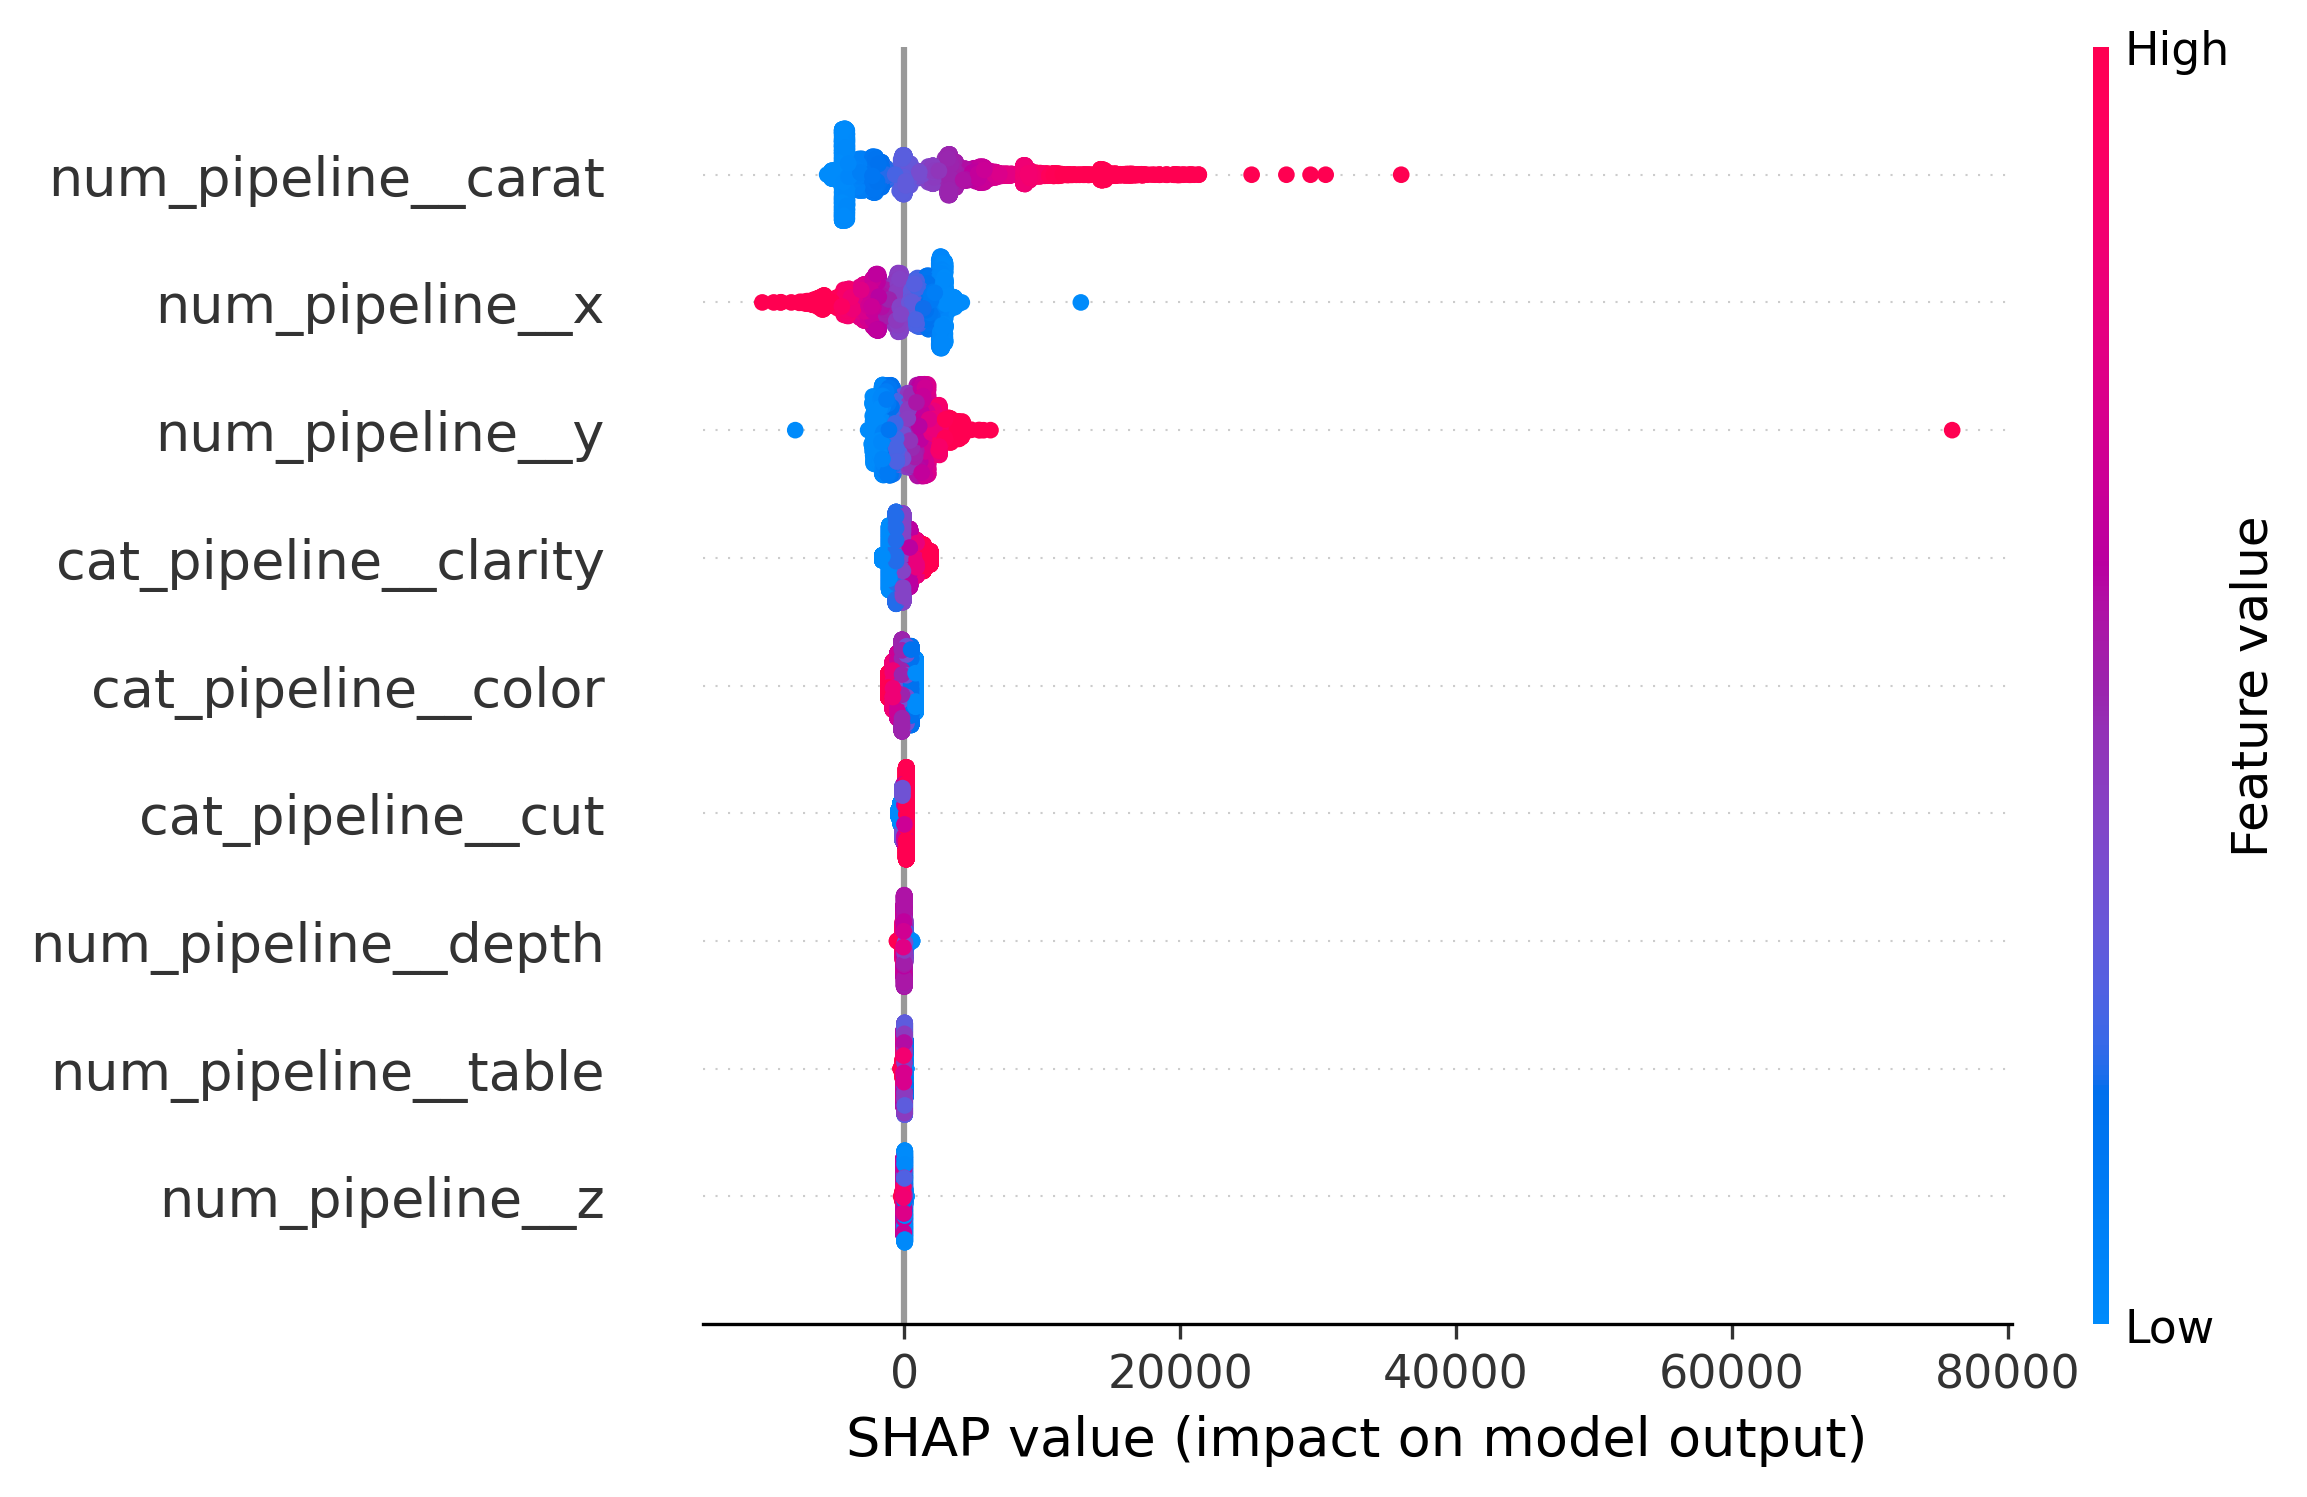 High
num_pipeline__carat
num_pipeline__x
num_pipeline__y
cat_pipeline__clarity
cat_pipeline__color
cat_pipeline__cut
num_pipeline__depth
num_pipeline__table
num_pipeline__z
Feature value
Low
0 20000 40000 60000 80000
SHAP value (impact on model output)